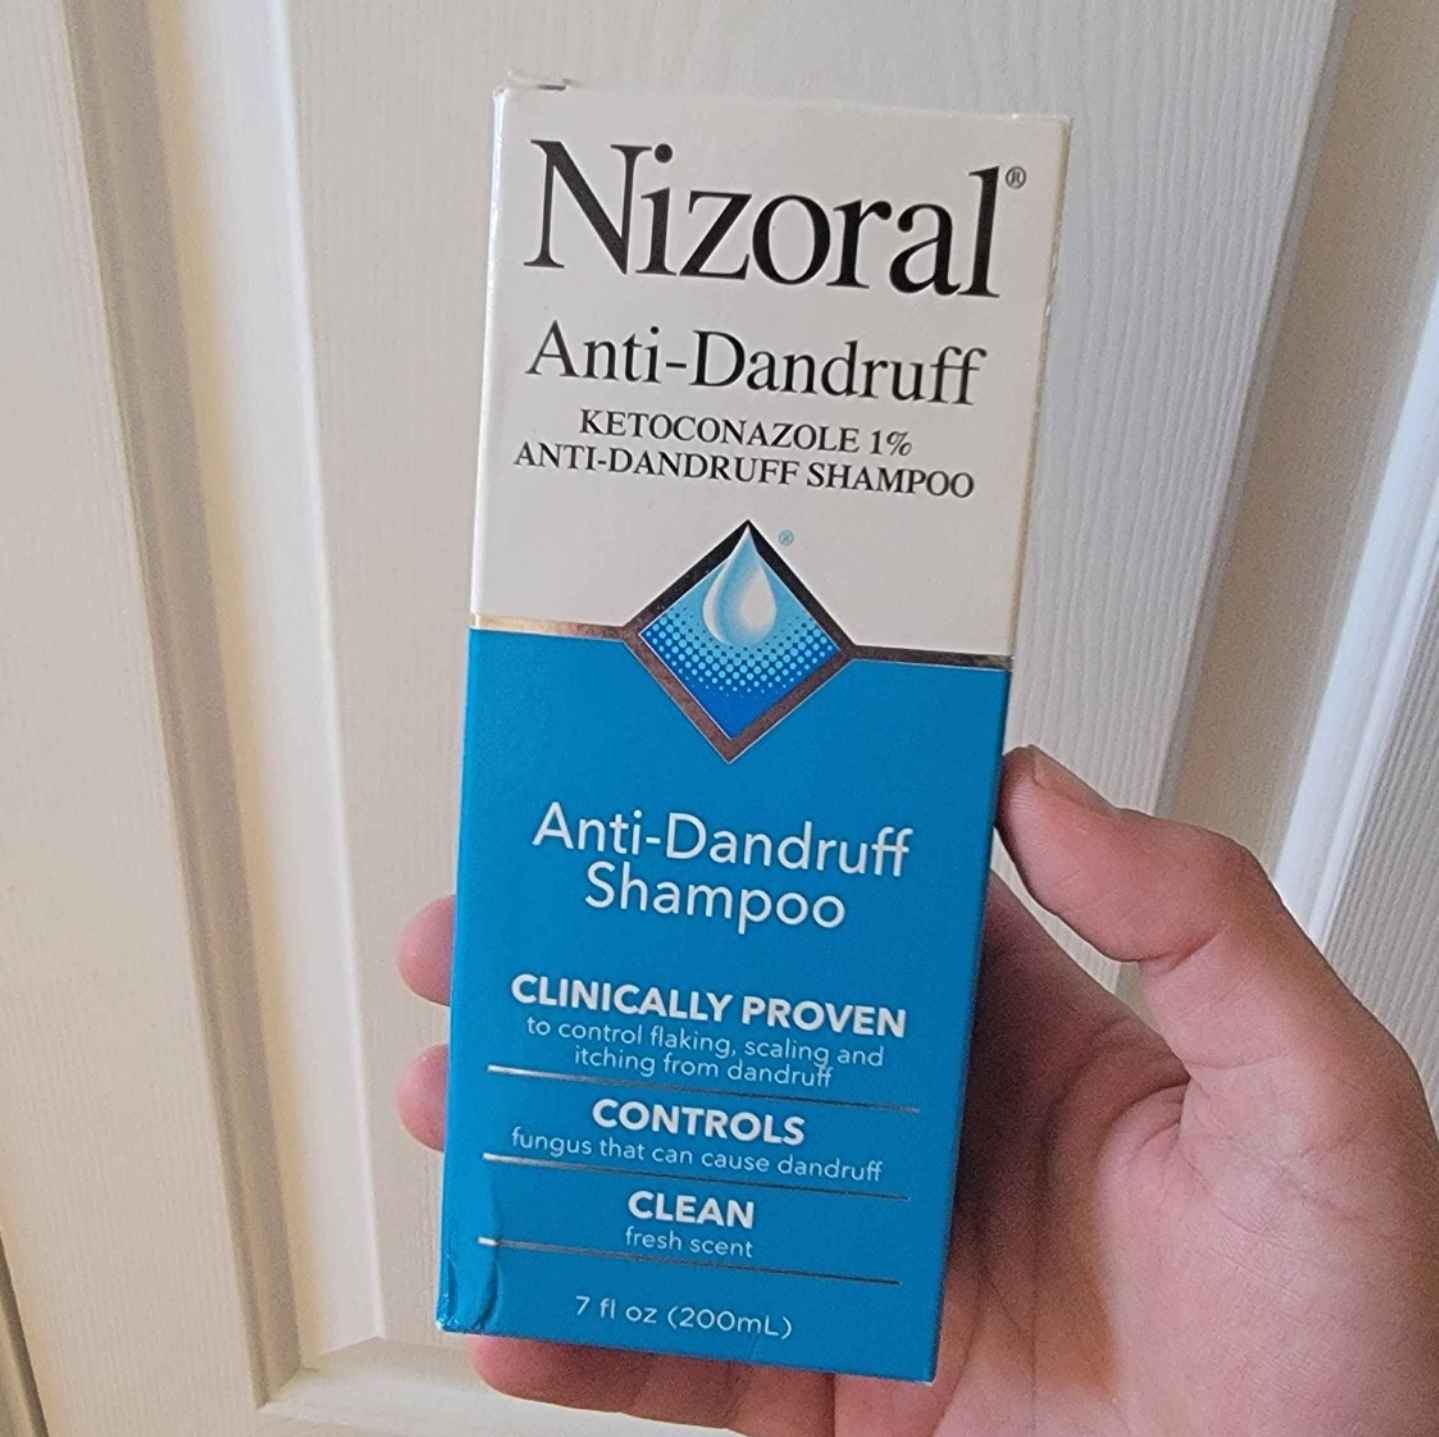 Nizoral®
Anti-Dandruff
KETOCONAZOLE 1%
ANTI-DANDRUFF SHAMPOO
®
Anti-Dandruff
Shampoo
CLINICALLY PROVEN
to control flaking, scaling and
itching from dandruff
CONTROLS
fungus that can cause dandruff
CLEAN
fresh scent
7 fl oz (200mL)